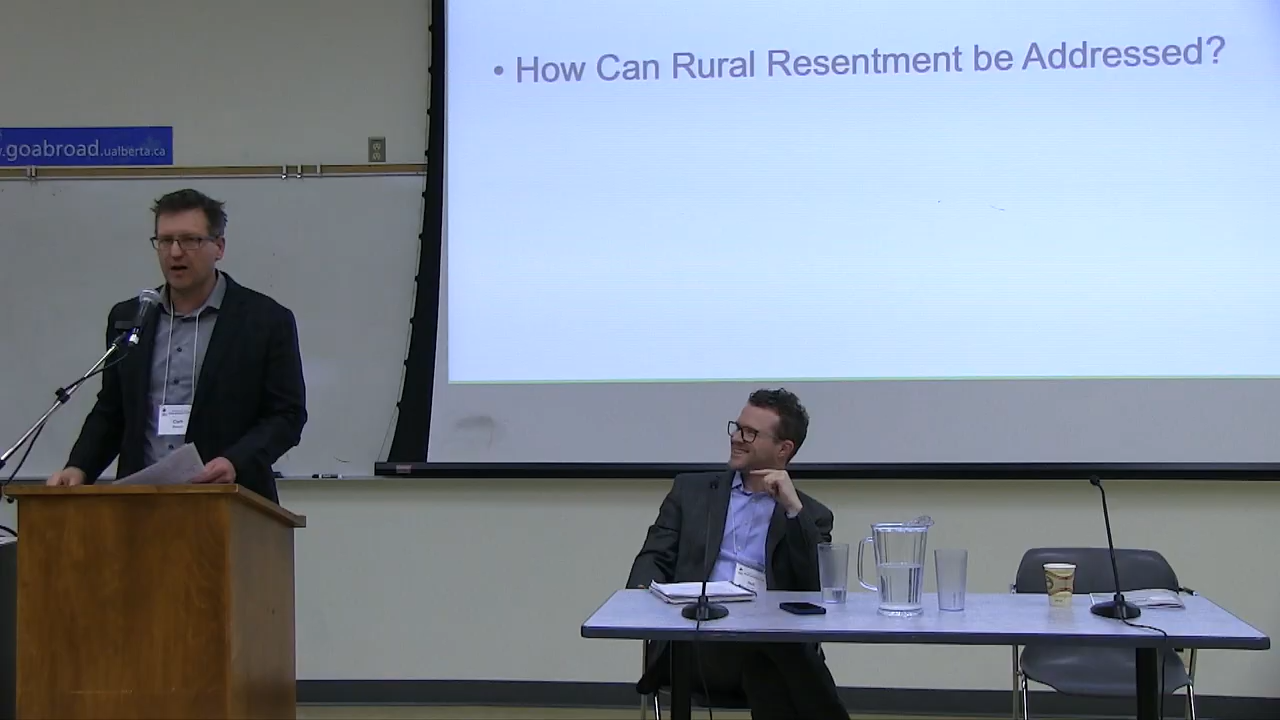 • How Can Rural Resentment be Addressed?
.goabroad.ualberta.ca